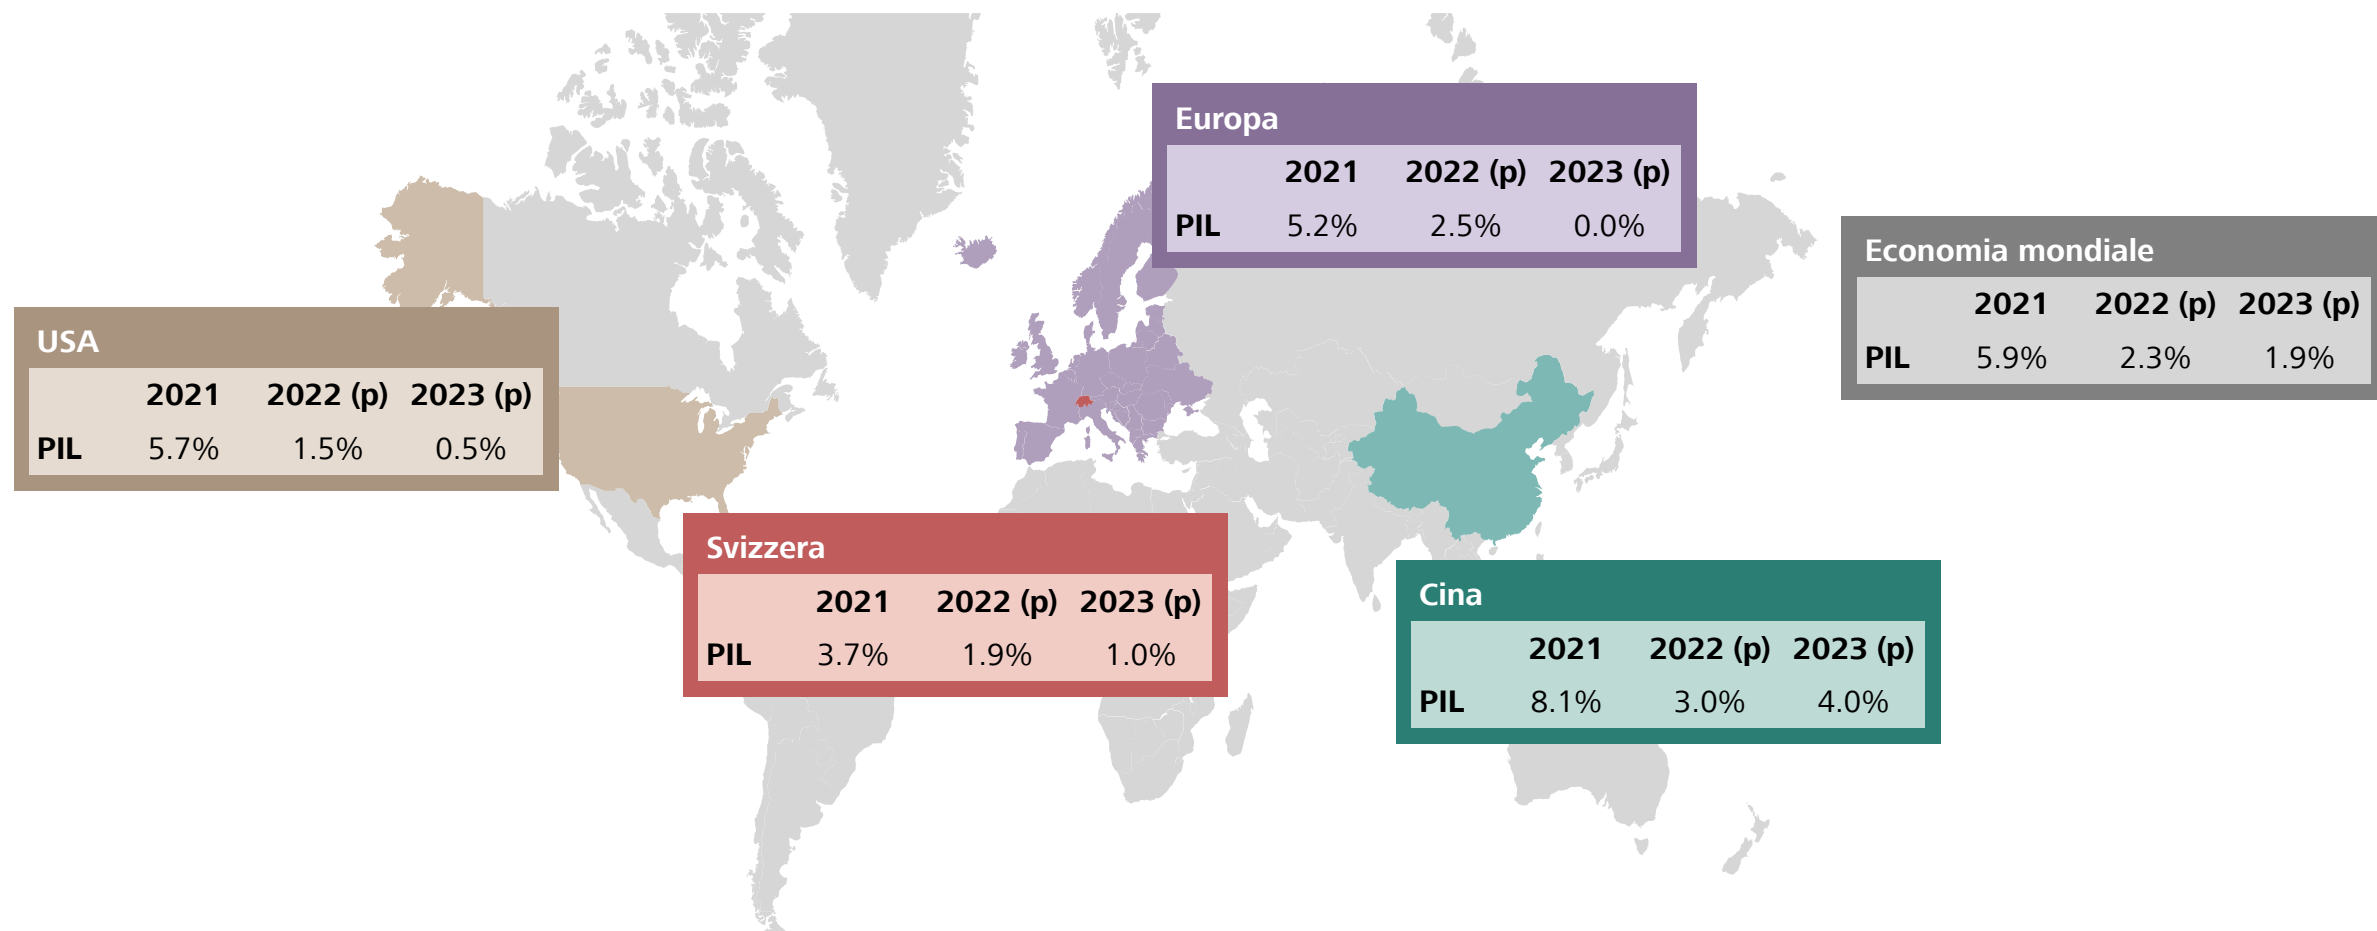 Europa
2021 2022 (p) 2023 (p)
PIL 5.2% 2.5% 0.0%
Economia mondiale
2021 2022 (p) 2023 (p)
PIL 5.9% 2.3% 1.9%
USA
2021 2022 (p) 2023 (p)
PIL 5.7% 1.5% 0.5%
Svizzera
2021 2022 (p) 2023 (p)
PIL 3.7% 1.9% 1.0%
Cina
2021 2022 (p) 2023 (p)
PIL 8.1% 3.0% 4.0%